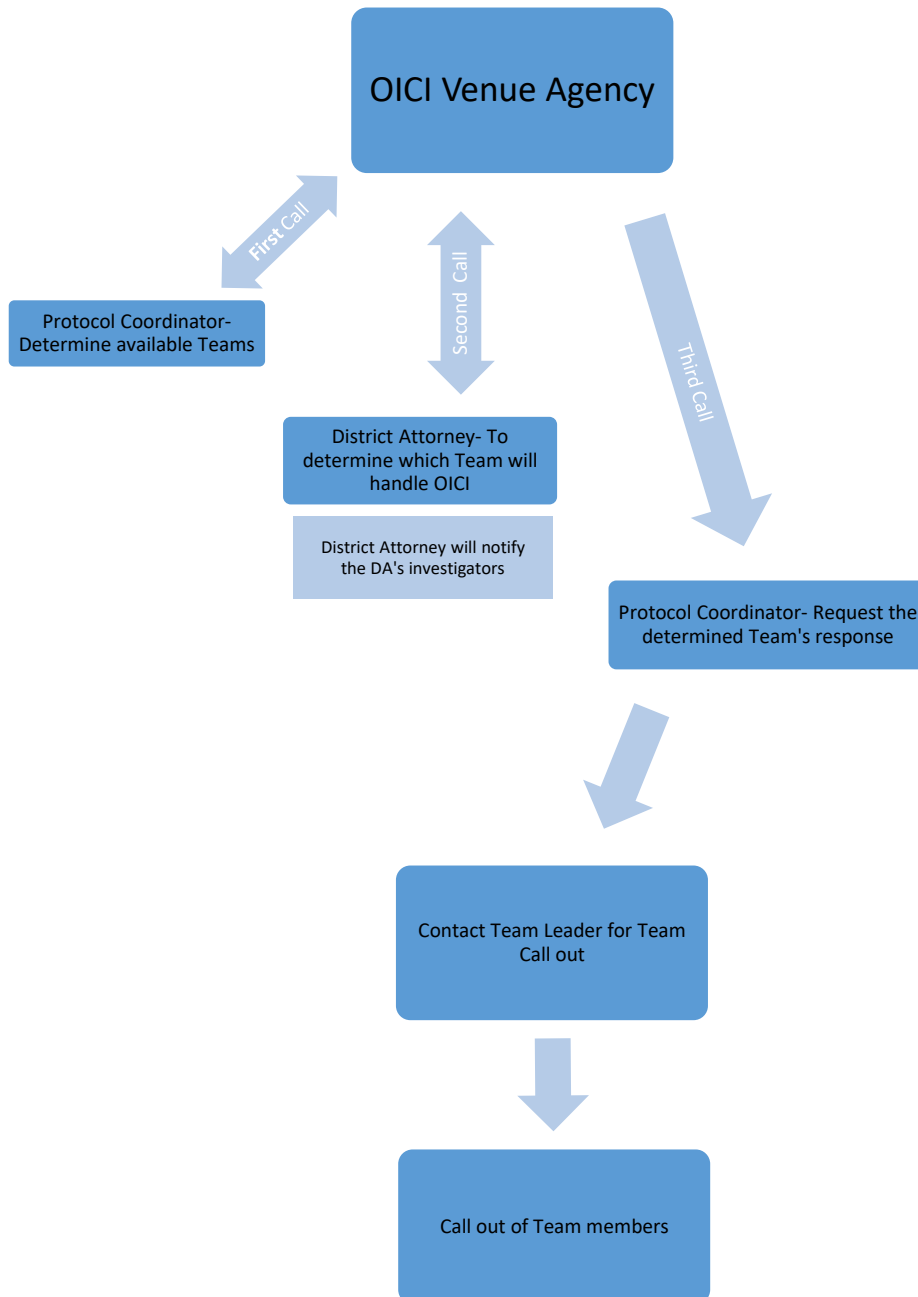 OICI Venue Agency
First Call
Second Call
Third Call
Protocol Coordinator-
Determine available Teams
District Attorney- To
determine which Team will
handle OICI
District Attorney will notify
the DA's investigators
Protocol Coordinator- Request the
determined Team's response
Contact Team Leader for Team
Call out
Call out of Team members